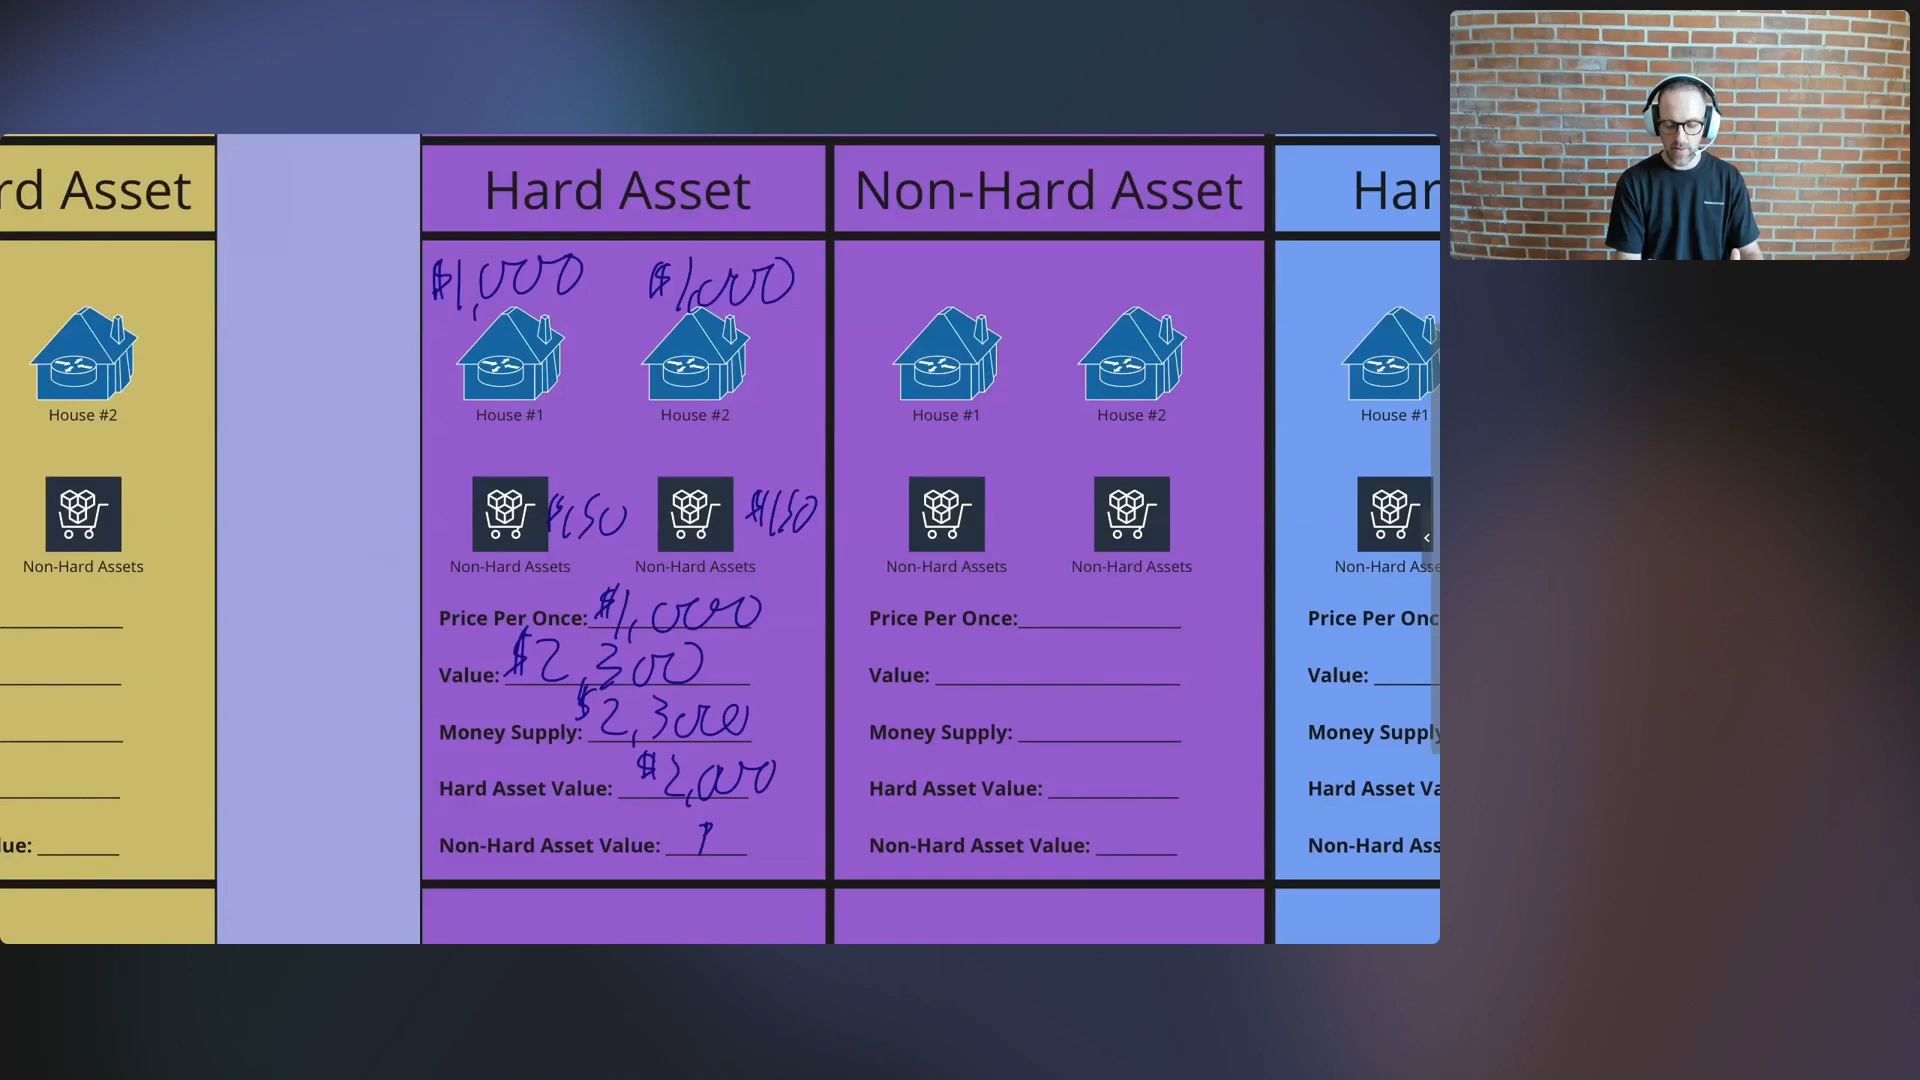 rd Asset
Hard Asset
Non-Hard Asset
Har
$1,000 $1,000
House #2
House #1 House #2
House #1 House #2
House #1
$150 $150
Non-Hard Assets
Non-Hard Assets Non-Hard Assets
Non-Hard Assets Non-Hard Assets
Non-Hard Asse
Price Per Once: $1,000
Value: $2,300
Money Supply: $2,300
Hard Asset Value: $2,000
Non-Hard Asset Value:
Price Per Once:
Value:
Money Supply:
Hard Asset Value:
Non-Hard Asset Value:
Price Per Onc
Value:
Money Supply
Hard Asset Va
Non-Hard Ass
lue: